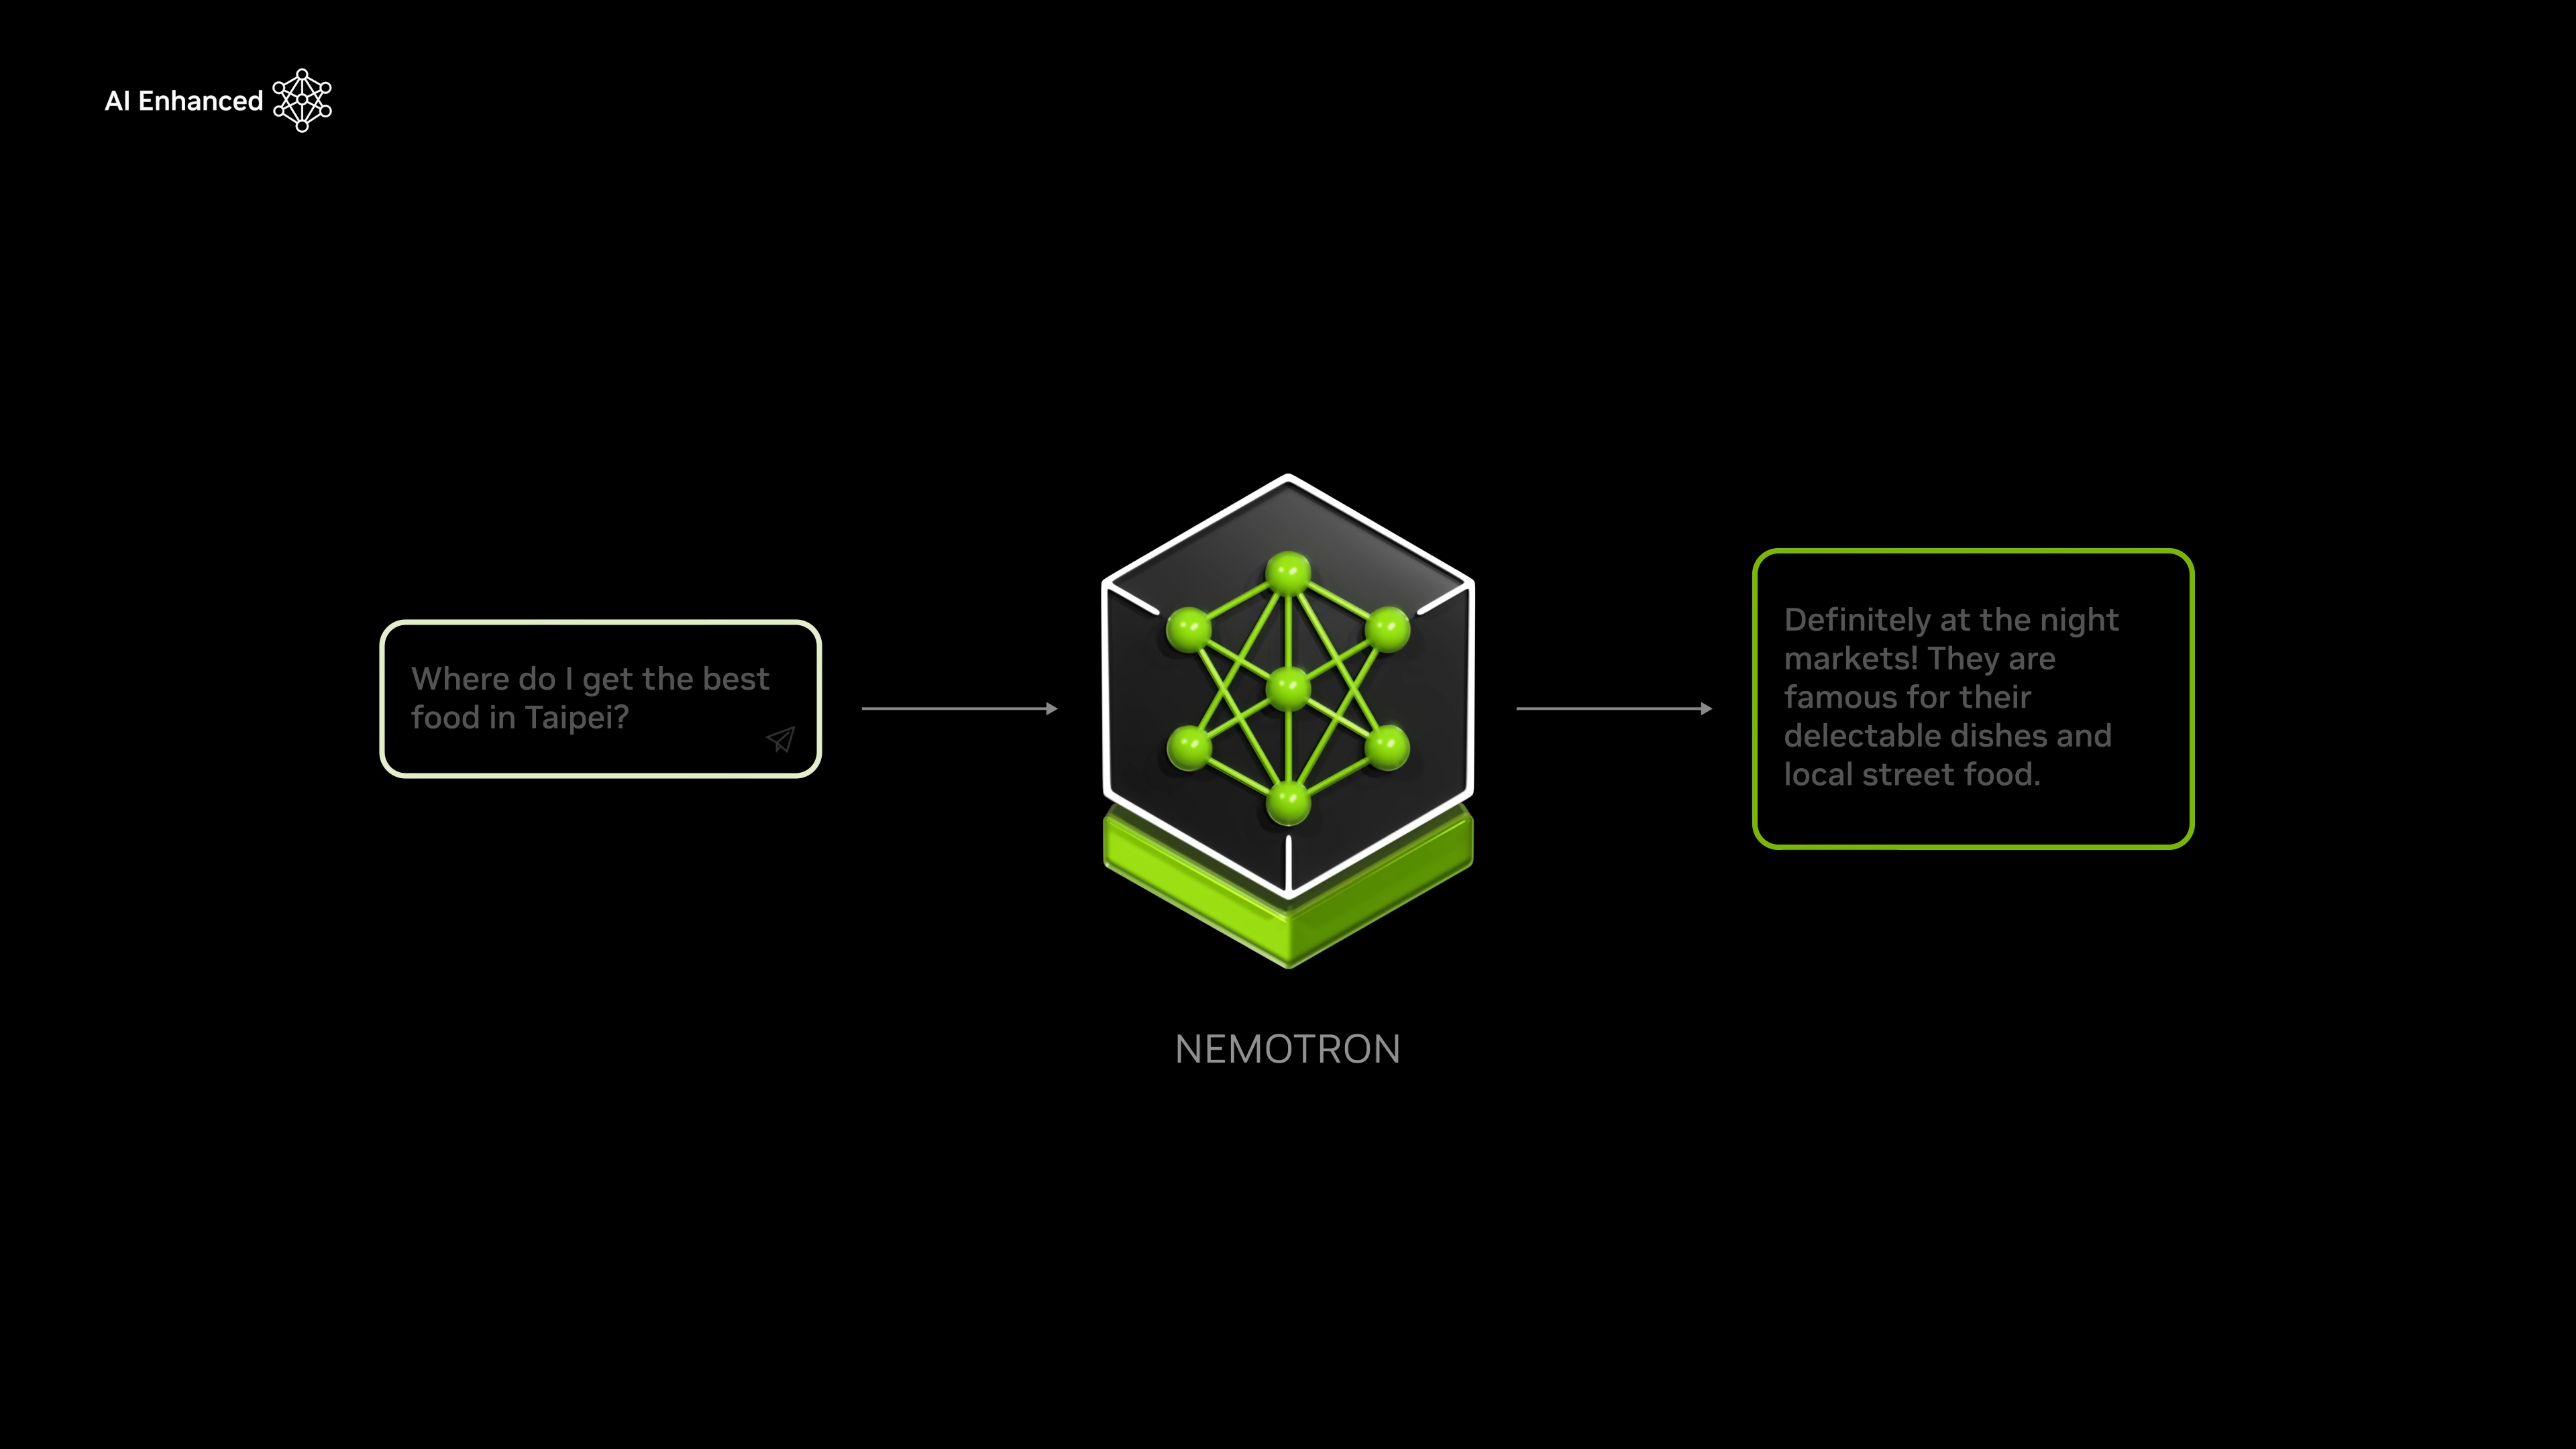 AI Enhanced
Where do I get the best
food in Taipei?
Definitely at the night
markets! They are
famous for their
delectable dishes and
local street food.
NEMOTRON